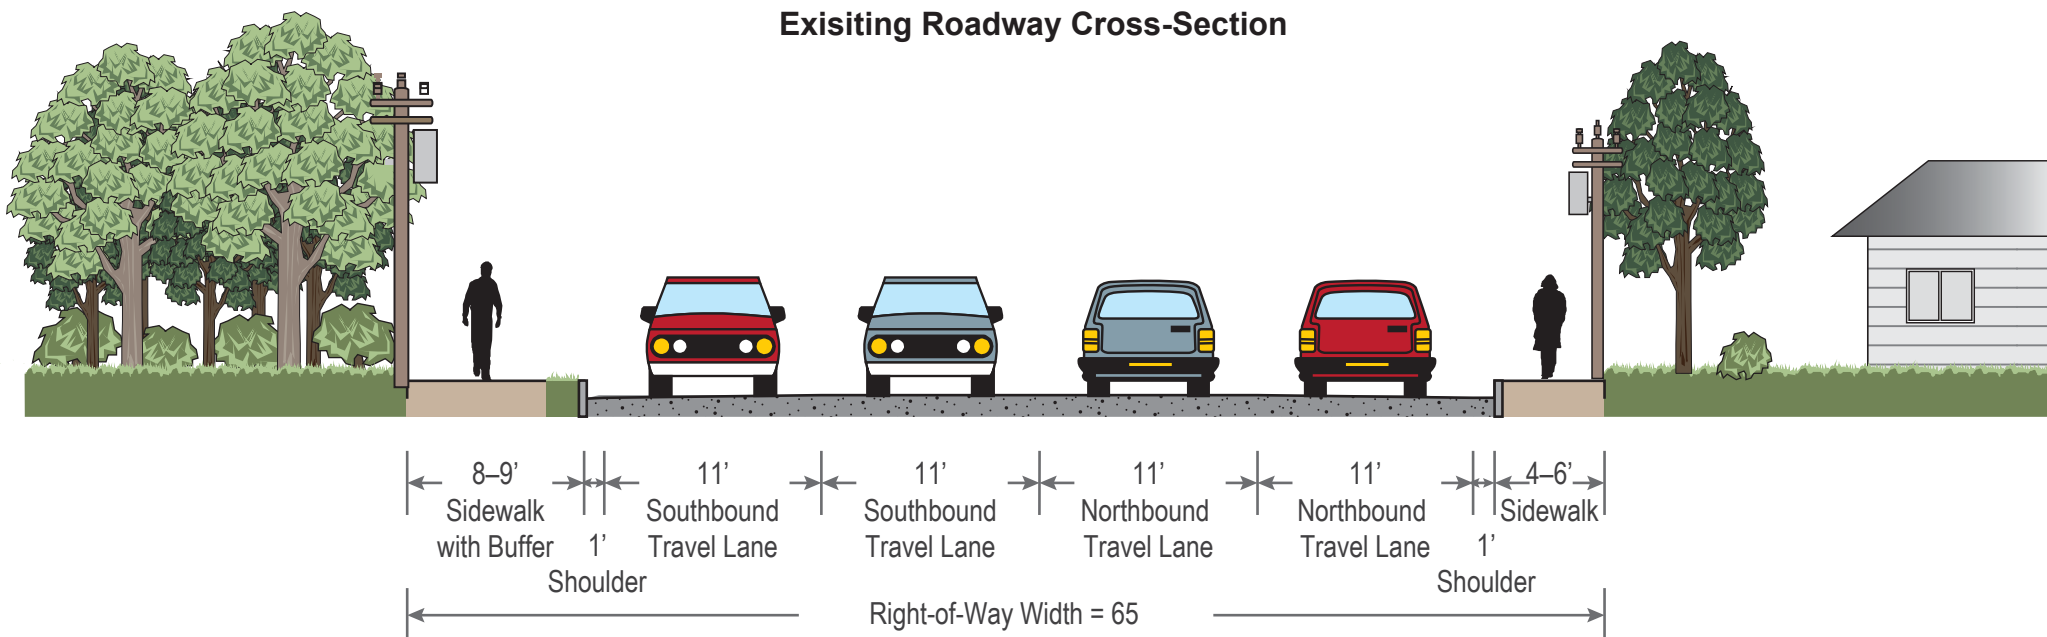 Exisiting Roadway Cross-Section
8–9’
Sidewalk
with Buffer
1’
Shoulder
11’
Southbound
Travel Lane
11’
Southbound
Travel Lane
11’
Northbound
Travel Lane
11’
Northbound
Travel Lane
1’
Shoulder
4–6’
Sidewalk
Right-of-Way Width = 65